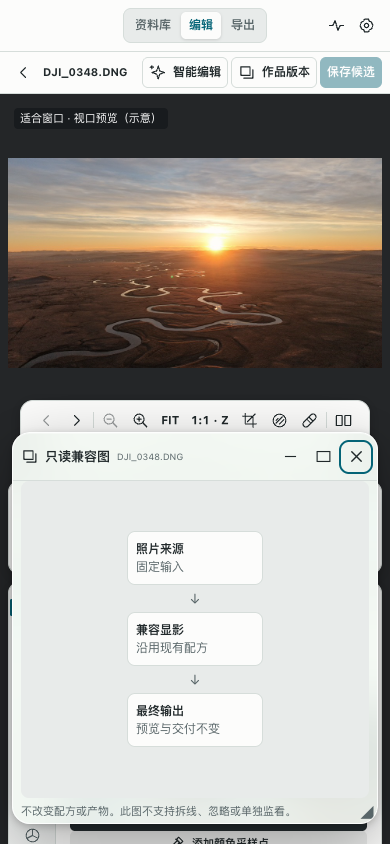 资料库 编辑 导出
DJI_0348.DNG 智能编辑 作品版本 保存候选
适合窗口 · 视口预览（示意）
FIT 1:1 · Z
只读兼容图 DJI_0348.DNG
照片来源
固定输入
兼容显影
沿用现有配方
最终输出
预览与交付不变
不改变配方或产物。此图不支持拆线、忽略或单独监看。
添加颜色采样点